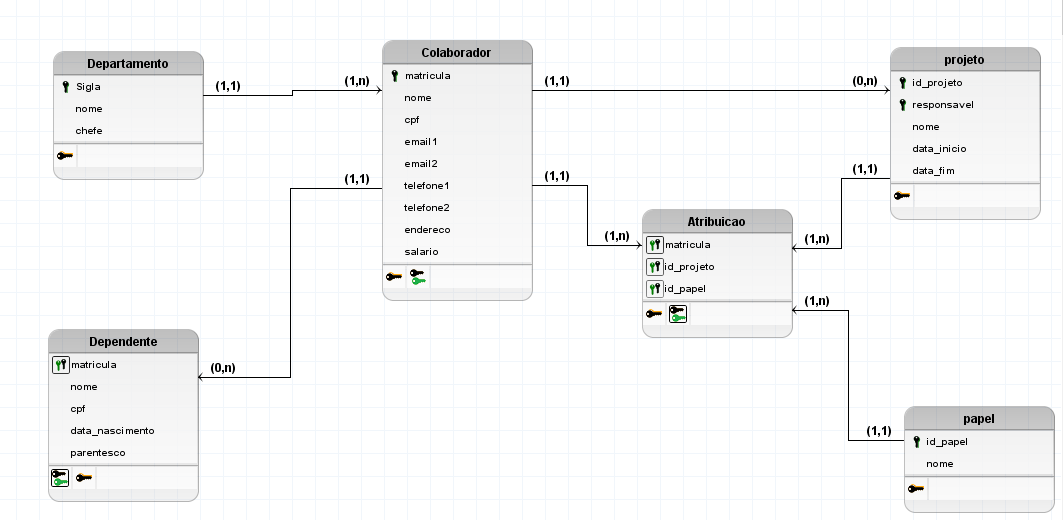 Departamento
Sigla
nome
chefe
(1,1)
(1,n)
Colaborador
matricula
nome
cpf
email1
email2
telefone1
telefone2
endereco
salario
(1,1)
(0,n)
projeto
id_projeto
responsavel
nome
data_inicio
data_fim
(1,1)
(1,1)
(1,n)
(1,1)
(1,n)
Atribuicao
matricula
id_projeto
id_papel
(1,n)
Dependente
matricula
nome
cpf
data_nascimento
parentesco
(0,n)
papel
id_papel
nome
(1,1)